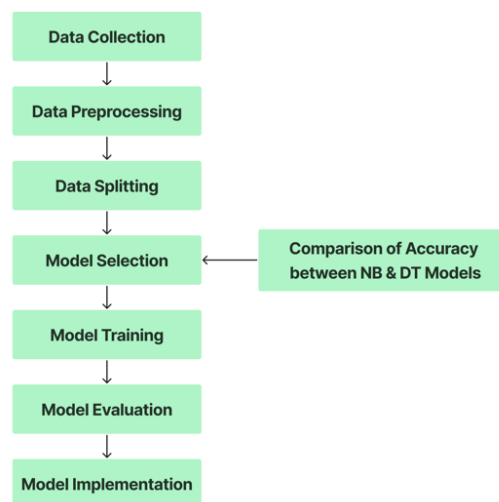 Data Collection
Data Preprocessing
Data Splitting
Model Selection
Comparison of Accuracy
between NB & DT Models
Model Training
Model Evaluation
Model Implementation